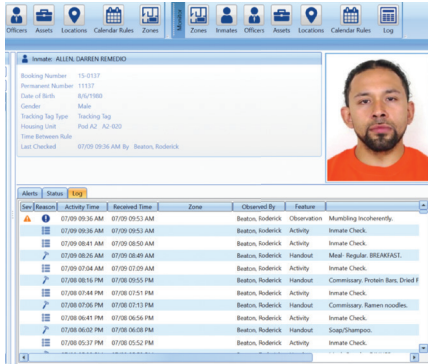 Officers Assets Locations Calendar Rules Zones Monitor Zones Inmates Officers Assets Locations Calendar Rules Log
Inmate: ALLEN, DARREN REMEDIO
Booking Number 15-0137
Permanent Number 11137
Date of Birth 8/6/1980
Gender Male
Tracking Tag Type Tracking Tag
Housing Unit Pod A2 A2-B20
Time Between Rule
Last Checked 07/09 09:36 AM By Beaton, Roderick
Alerts Status Log
Sev Reason Activity Time Received Time Zone Observed By Feature
07/09 09:36 AM 07/09 09:53 AM Beaton, Roderick Observation Mumbling Incoherently.
07/09 09:36 AM 07/09 09:53 AM Beaton, Roderick Activity Inmate Check.
07/09 08:41 AM 07/09 08:50 AM Beaton, Roderick Activity Inmate Check.
07/09 08:26 AM 07/09 08:49 AM Beaton, Roderick Handout Meal- Regular. BREAKFAST.
07/09 07:04 AM 07/09 07:09 AM Beaton, Roderick Activity Inmate Check.
07/08 08:16 PM 07/08 09:55 PM Beaton, Roderick Handout Commissary. Protein Bars, Dried F
07/08 07:44 PM 07/08 07:51 PM Beaton, Roderick Activity Inmate Check.
07/08 07:06 PM 07/08 07:13 PM Beaton, Roderick Handout Commissary. Ramen noodles.
07/08 06:41 PM 07/08 06:56 PM Beaton, Roderick Activity Inmate Check.
07/08 06:02 PM 07/08 06:08 PM Beaton, Roderick Handout Soap/Shampoo.
07/08 05:37 PM 07/08 05:52 PM Beaton, Roderick Activity Inmate Check.